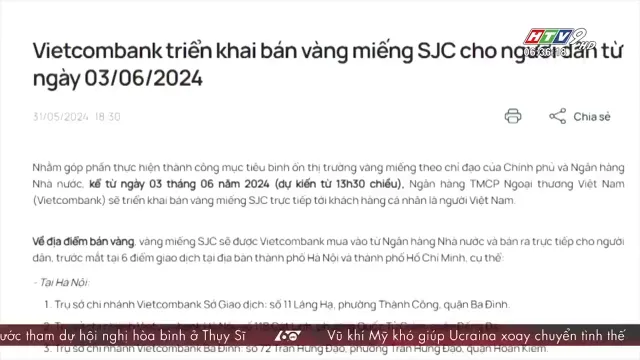 Vietcombank triển khai bán vàng miếng SJC cho người dân từ
ngày 03/06/2024
HTV9
31/05/2024 18:30
Chia sẻ
Nhằm góp phần thực hiện thành công mục tiêu bình ổn thị trường vàng miếng theo chỉ đạo của Chính phủ và Ngân hàng
Nhà nước, kể từ ngày 03 tháng 06 năm 2024 (dự kiến từ 13h30 chiều), Ngân hàng TMCP Ngoại thương Việt Nam
(Vietcombank) sẽ triển khai bán vàng miếng SJC trực tiếp tới khách hàng cá nhân là người Việt Nam.
Về địa điểm bán vàng, vàng miếng SJC sẽ được Vietcombank mua vào từ Ngân hàng Nhà nước và bán ra trực tiếp cho người
dân, trước mắt tại 6 điểm giao dịch tại địa bàn thành phố Hà Nội và thành phố Hồ Chí Minh, cụ thể:
- Tại Hà Nội:
1. Trụ sở chi nhánh Vietcombank Sở Giao dịch: số 11 Láng Hạ, phường Thành Công, quận Ba Đình.
3. Trụ sở chi nhánh Vietcombank Ba Đình: số 72 Trần Hưng Đạo, phường Trần Hưng Đạo, quận Hoàn Kiếm.
ước tham dự hội nghị hòa bình ở Thụy Sĩ 60 Vũ khí Mỹ khó giúp Ucraina xoay chuyển tình thế